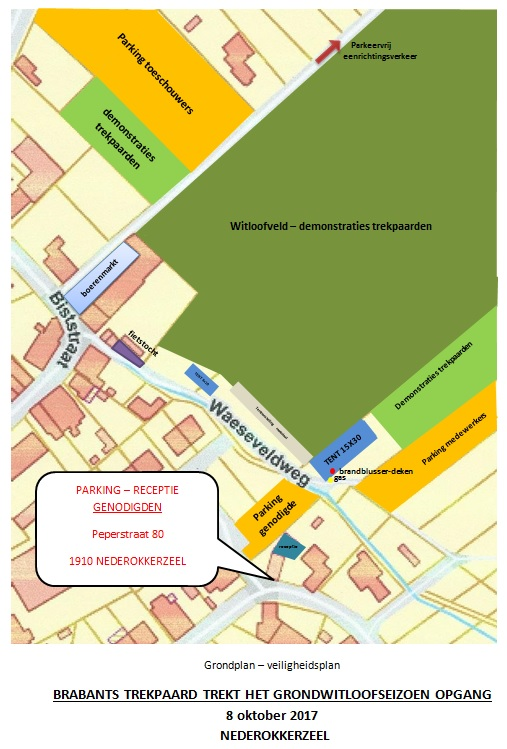 Parking toeschouwers
Parkeervrij
eenrichtingsverkeer
demonstraties
trekpaarden
Witloofveld – demonstraties trekpaarden
boerenmarkt
Biststraat
fietstocht
Waeseveldweg
Demonstraties trekpaarden
TENT 15X30
Parking medewerkers
brandblusser-deken
gas
Parking
genodigde
receptie
PARKING – RECEPTIE
GENODIGDEN
Peperstraat 80
1910 NEDEROKKERZEEL
Grondplan – veiligheidsplan
BRABANTS TREKPAARD TREKT HET GRONDWITLOOFSEIZOEN OPGANG
8 oktober 2017
NEDEROKKERZEEL